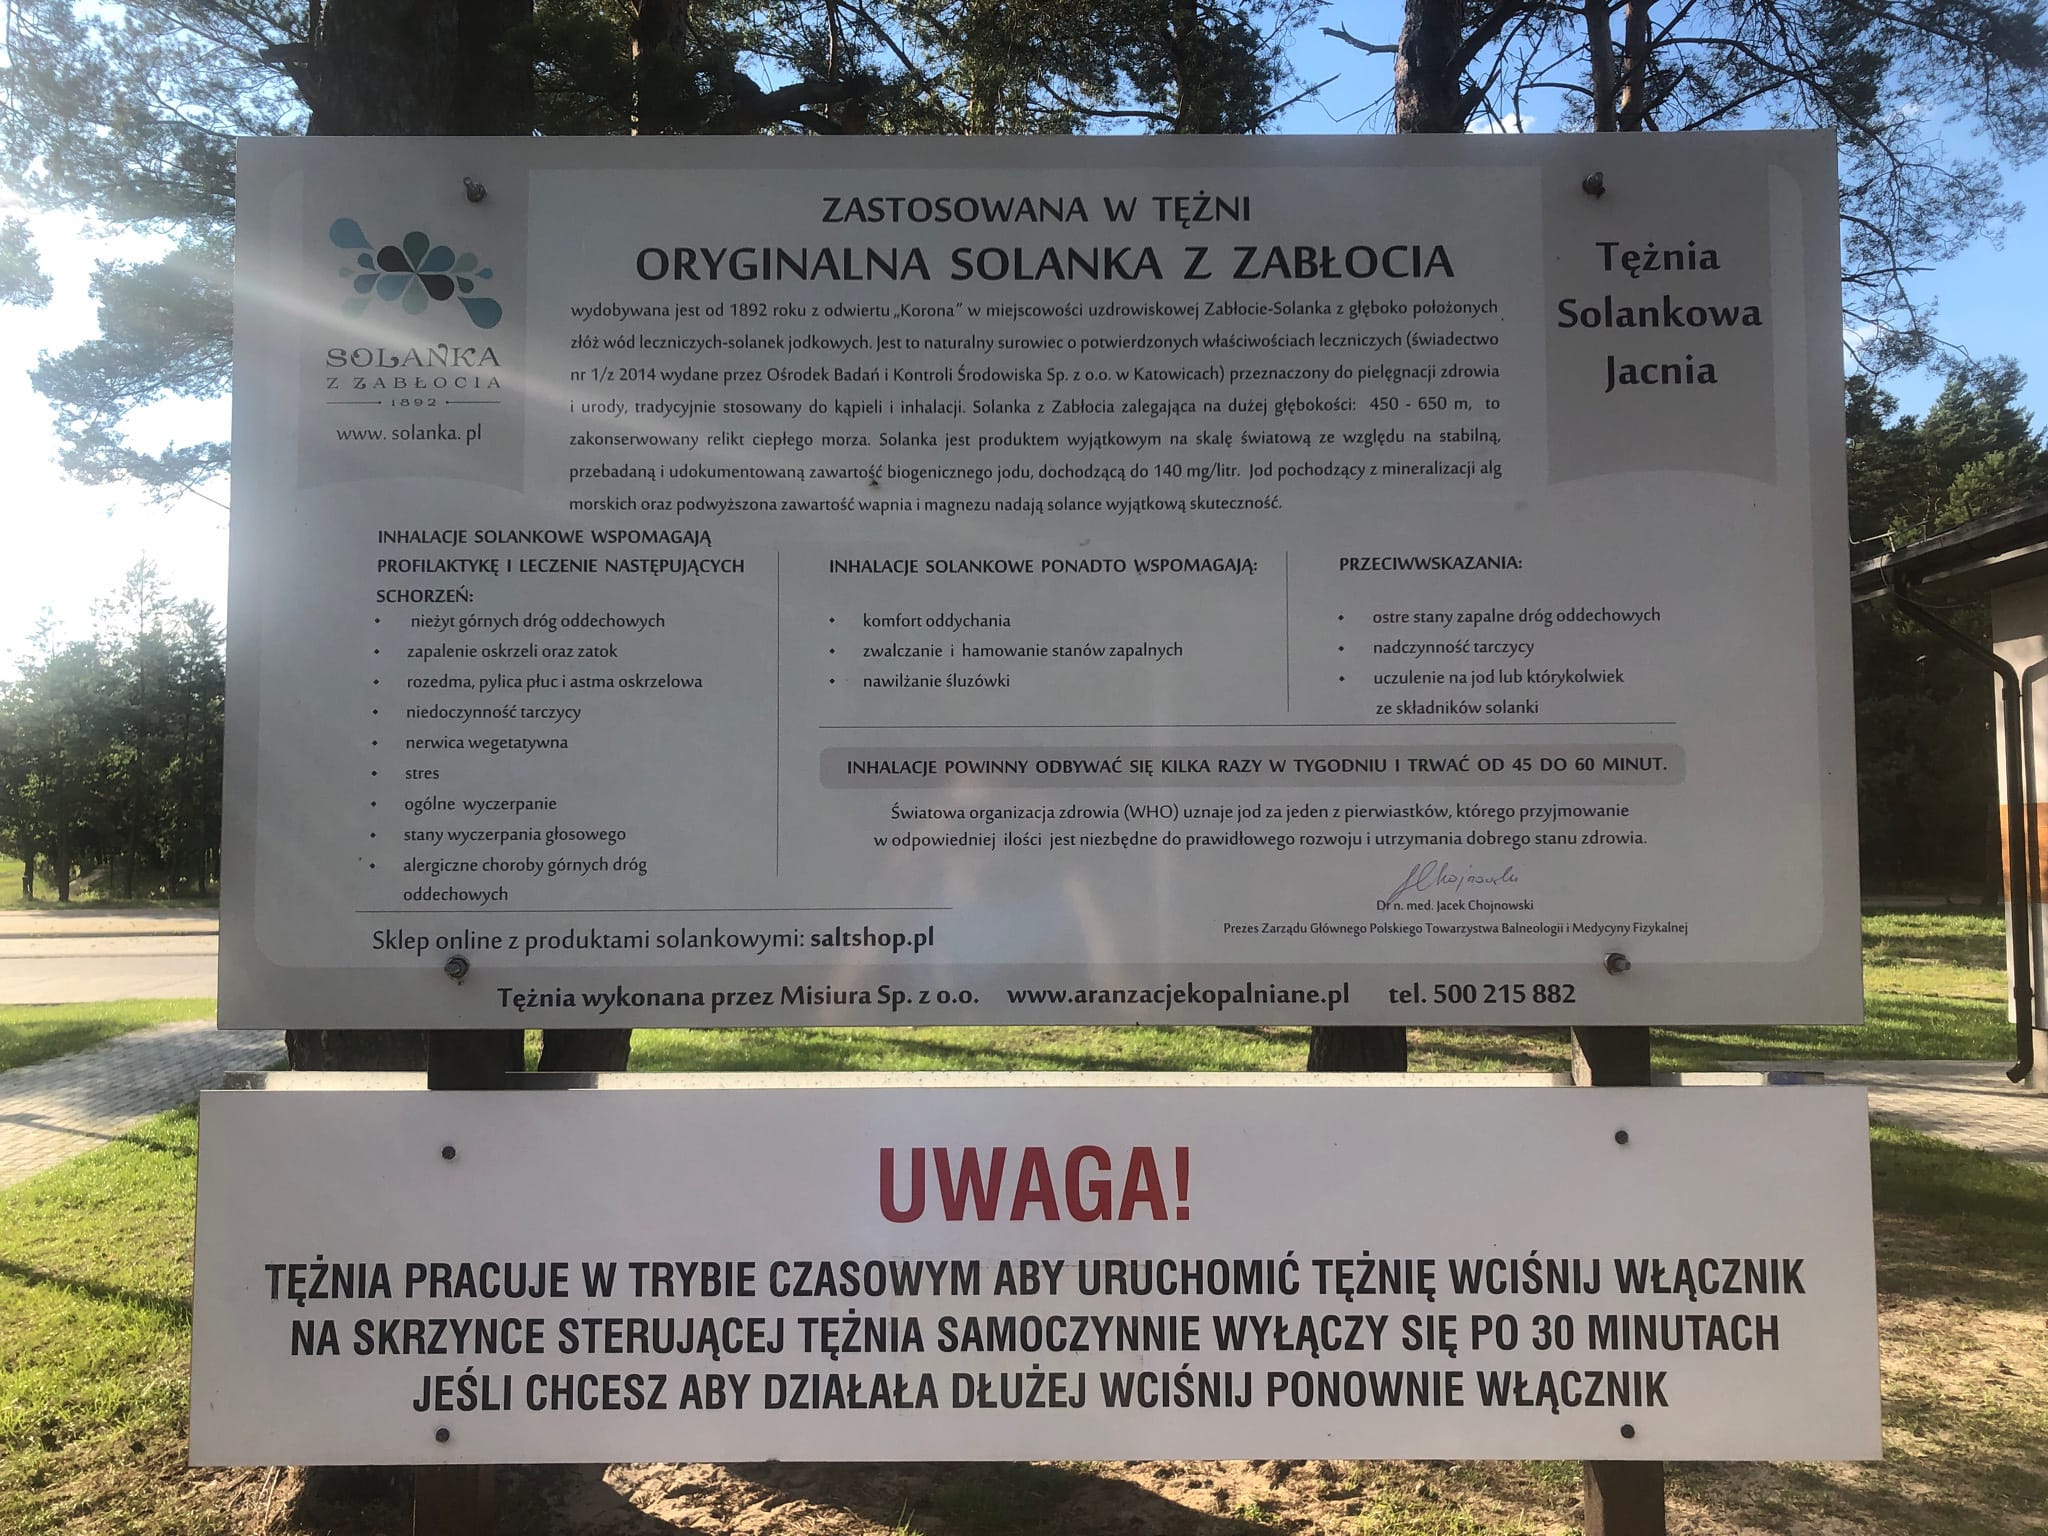 ZASTOSOWANA W TĘŻNI
ORYGINALNA SOLANKA Z ZABŁOCIA
SOLANKA
Z ZABŁOCIA
1892
www. solanka. pl
Tężnia
Solankowa
Jacnia
wydobywana jest od 1892 roku z odwiertu „Korona” w miejscowości uzdrowiskowej Zabłocie-Solanka z głęboko położonych
złóż wód leczniczych-solanek jodkowych. Jest to naturalny surowiec o potwierdzonych właściwościach leczniczych (świadectwo
nr 1/z 2014 wydane przez Ośrodek Badań i Kontroli Środowiska Sp. z o.o. w Katowicach) przeznaczony do pielęgnacji zdrowia
i urody, tradycyjnie stosowany do kąpieli i inhalacji. Solanka z Zabłocia zalegająca na dużej głębokości: 450 - 650 m, to
zakonserwowany relikt ciepłego morza. Solanka jest produktem wyjątkowym na skalę światową ze względu na stabilną,
przebadaną i udokumentowaną zawartość biogenicznego jodu, dochodzącą do 140 mg/litr. Jod pochodzący z mineralizacji alg
morskich oraz podwyższona zawartość wapnia i magnezu nadają solance wyjątkową skuteczność.
INHALACJE SOLANKOWE WSPOMAGAJĄ
PROFILAKTYKĘ I LECZENIE NASTĘPUJĄCYCH
SCHORZEŃ:
• nieżyt górnych dróg oddechowych
• zapalenie oskrzeli oraz zatok
• rozedma, pylica płuc i astma oskrzelowa
• niedoczynność tarczycy
• nerwica wegetatywna
• stres
• ogólne wyczerpanie
• stany wyczerpania głosowego
• alergiczne choroby górnych dróg
oddechowych
INHALACJE SOLANKOWE PONADTO WSPOMAGAJĄ:
• komfort oddychania
• zwalczanie i hamowanie stanów zapalnych
• nawilżanie śluzówki
PRZECIWWSKAZANIA:
• ostre stany zapalne dróg oddechowych
• nadczynność tarczycy
• uczulenie na jod lub którykolwiek
ze składników solanki
INHALACJE POWINNY ODBYWAĆ SIĘ KILKA RAZY W TYGODNIU I TRWAĆ OD 45 DO 60 MINUT.
Światowa organizacja zdrowia (WHO) uznaje jod za jeden z pierwiastków, którego przyjmowanie
w odpowiedniej ilości jest niezbędne do prawidłowego rozwoju i utrzymania dobrego stanu zdrowia.
JChojnowski
Dr n. med. Jacek Chojnowski
Prezes Zarządu Głównego Polskiego Towarzystwa Balneologii i Medycyny Fizykalnej
Sklep online z produktami solankowymi: saltshop.pl
Tężnia wykonana przez Misiura Sp. z o.o. www.aranzacjekopalniane.pl tel. 500 215 882
UWAGA!
TĘŻNIA PRACUJE W TRYBIE CZASOWYM ABY URUCHOMIĆ TĘŻNIĘ WCIŚNIJ WŁĄCZNIK
NA SKRZYNCE STERUJĄCEJ TĘŻNIA SAMOCZYNNIE WYŁĄCZY SIĘ PO 30 MINUTACH
JEŚLI CHCESZ ABY DZIAŁAŁA DŁUŻEJ WCIŚNIJ PONOWNIE WŁĄCZNIK